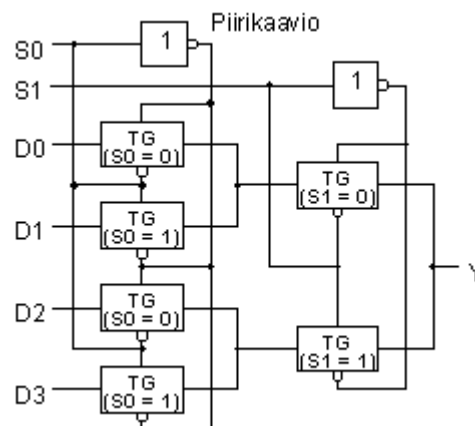 Piirikaavio
S0
1
S1
1
D0
TG
(S0 = 0)
TG
(S1 = 0)
D1
TG
(S0 = 1)
Y
D2
TG
(S0 = 0)
TG
(S1 = 1)
D3
TG
(S0 = 1)